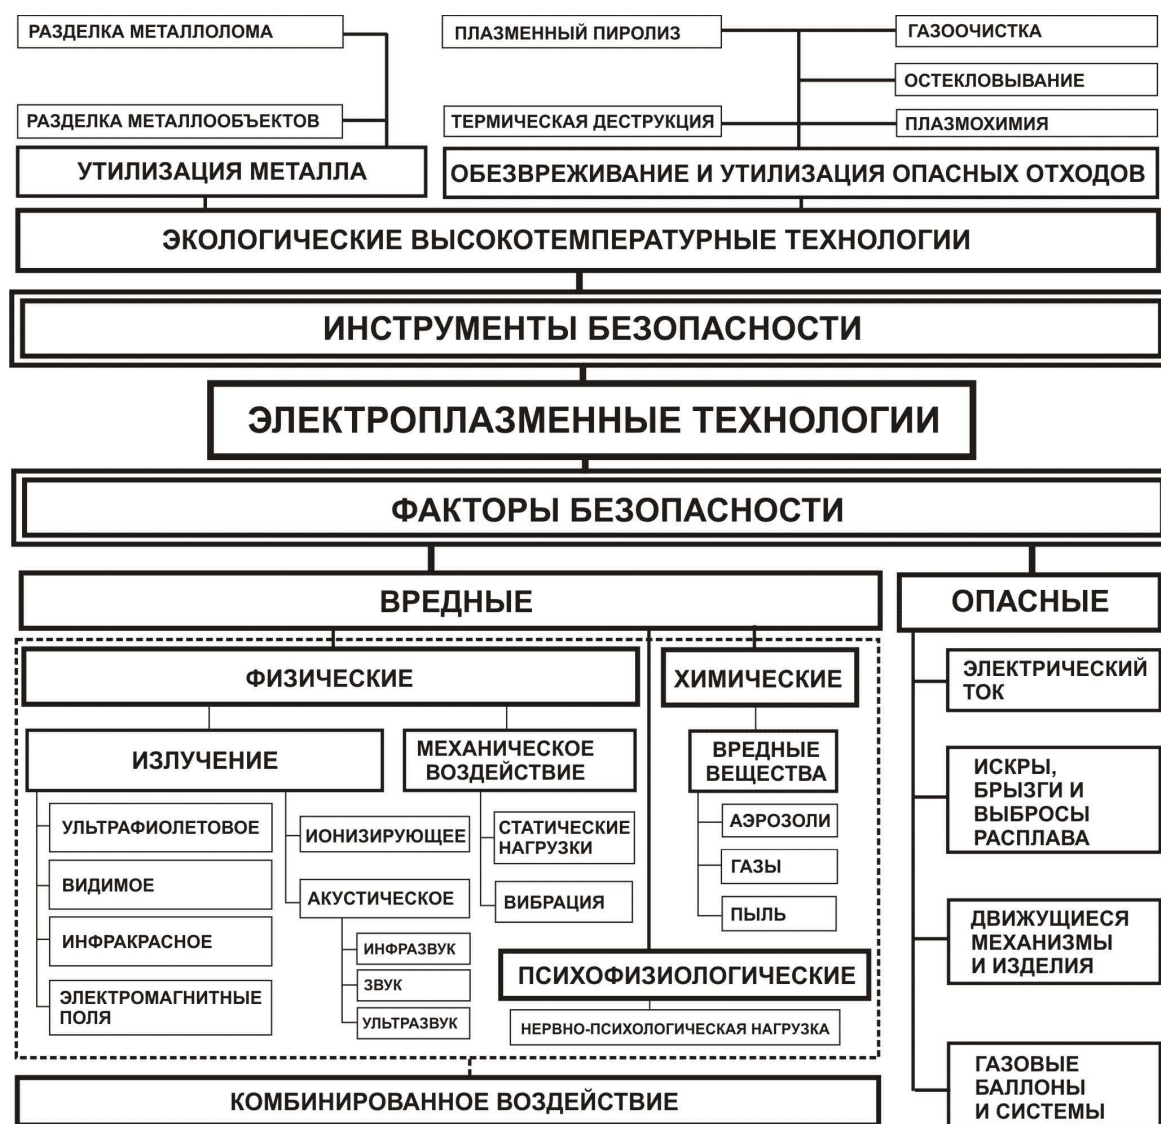 РАЗДЕЛКА МЕТАЛЛОЛОМА
ПЛАЗМЕННЫЙ ПИРОЛИЗ
ГАЗООЧИСТКА
ОСТЕКЛОВЫВАНИЕ
РАЗДЕЛКА МЕТАЛЛООБЪЕКТОВ
ТЕРМИЧЕСКАЯ ДЕСТРУКЦИЯ
ПЛАЗМОХИМИЯ
УТИЛИЗАЦИЯ МЕТАЛЛА
ОБЕЗВРЕЖИВАНИЕ И УТИЛИЗАЦИЯ ОПАСНЫХ ОТХОДОВ
ЭКОЛОГИЧЕСКИЕ ВЫСОКОТЕМПЕРАТУРНЫЕ ТЕХНОЛОГИИ
ИНСТРУМЕНТЫ БЕЗОПАСНОСТИ
ЭЛЕКТРОПЛАЗМЕННЫЕ ТЕХНОЛОГИИ
ФАКТОРЫ БЕЗОПАСНОСТИ
ВРЕДНЫЕ
ФИЗИЧЕСКИЕ
ИЗЛУЧЕНИЕ
УЛЬТРАФИОЛЕТОВОЕ
ВИДИМОЕ
ИНФРАКРАСНОЕ
ЭЛЕКТРОМАГНИТНЫЕ
ПОЛЯ
ИОНИЗИРУЮЩЕЕ
АКУСТИЧЕСКОЕ
ИНФРАЗВУК
ЗВУК
УЛЬТРАЗВУК
МЕХАНИЧЕСКОЕ
ВОЗДЕЙСТВИЕ
СТАТИЧЕСКИЕ
НАГРУЗКИ
ВИБРАЦИЯ
ХИМИЧЕСКИЕ
ВРЕДНЫЕ
ВЕЩЕСТВА
АЭРОЗОЛИ
ГАЗЫ
ПЫЛЬ
ПСИХОФИЗИОЛОГИЧЕСКИЕ
НЕРВНО-ПСИХОЛОГИЧЕСКАЯ НАГРУЗКА
КОМБИНИРОВАННОЕ ВОЗДЕЙСТВИЕ
ОПАСНЫЕ
ЭЛЕКТРИЧЕСКИЙ
ТОК
ИСКРЫ,
БРЫЗГИ И
ВЫБРОСЫ
РАСПЛАВА
ДВИЖУЩИЕСЯ
МЕХАНИЗМЫ
И ИЗДЕЛИЯ
ГАЗОВЫЕ
БАЛЛОНЫ
И СИСТЕМЫ